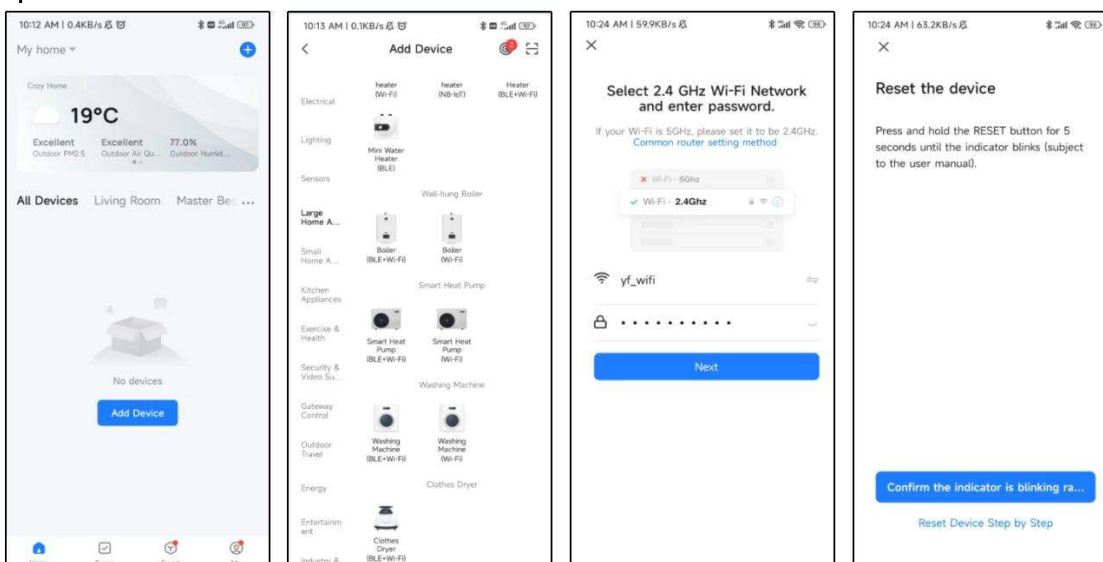 10:12 AM | 0.4KB/s
My home
Cozy Home
19°C
Excellent
Outdoor PM2.5
Excellent
Outdoor Air Qu...
77.0%
Outdoor Humid...
All Devices Living Room Master Bec ...
No devices
Add Device
10:13 AM | 0.1KB/s
Add Device
Electrical
Lighting
Sensors
Large
Home A...
Small
Home A...
Kitchen
Appliances
Exercise &
Health
Security &
Video Su...
Gateway
Control
Outdoor
Travel
Energy
Entertainm
ent
Industry &
heater
(Wi-Fi)
heater
(NB-IoT)
Heater
(BLE+Wi-Fi)
Mini Water
Heater
(BLE)
Wall-hung Boiler
Boiler
(BLE+Wi-Fi)
Boiler
(Wi-Fi)
Smart Heat Pump
Smart Heat
Pump
(BLE+Wi-Fi)
Smart Heat
Pump
(Wi-Fi)
Washing Machine
Washing
Machine
(BLE+Wi-Fi)
Washing
Machine
(Wi-Fi)
Clothes Dryer
Clothes
Dryer
(BLE+Wi-Fi)
10:24 AM | 59.9KB/s
Select 2.4 GHz Wi-Fi Network
and enter password.
If your Wi-Fi is 5GHz, please set it to be 2.4GHz.
Common router setting method
Wi-Fi - 5Ghz
Wi-Fi - 2.4Ghz
yf_wifi
Next
10:24 AM | 63.2KB/s
Reset the device
Press and hold the RESET button for 5
seconds until the indicator blinks (subject
to the user manual).
Confirm the indicator is blinking ra...
Reset Device Step by Step